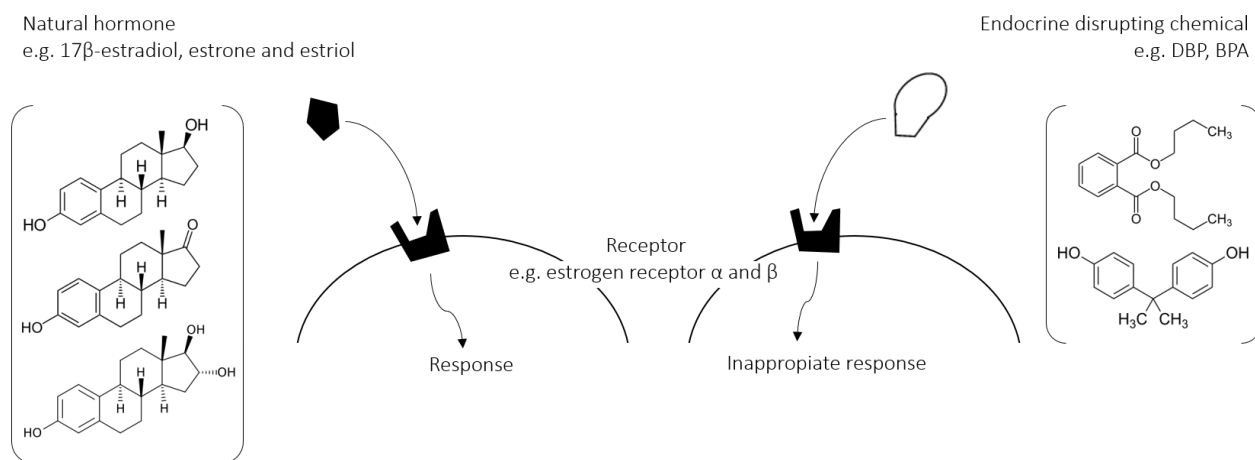 Natural hormone
e.g. 17β-estradiol, estrone and estriol
Endocrine disrupting chemical
e.g. DBP, BPA
OH
H
H
H
HO
O
H
H
H
HO
OH
OH
H
H
H
HO
Receptor
e.g. estrogen receptor α and β
Response
Inappropiate response
CH₃
O
O
O
O
CH₃
HO
OH
H₃C CH₃